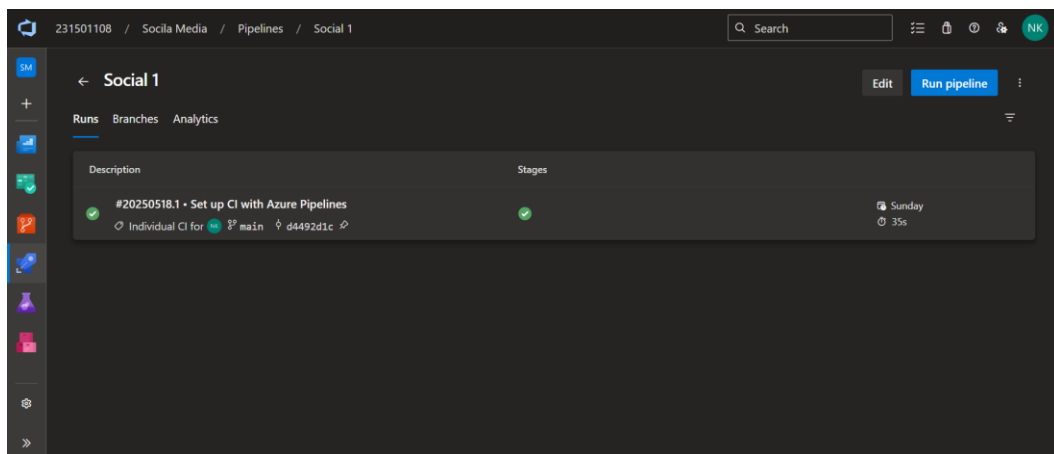 231501108 / Socila Media / Pipelines / Social 1
Search
NK
SM
← Social 1
Edit
Run pipeline
Runs Branches Analytics
Description
Stages
#20250518.1 • Set up CI with Azure Pipelines
Sunday
Individual CI for NK main d4492d1c
35s